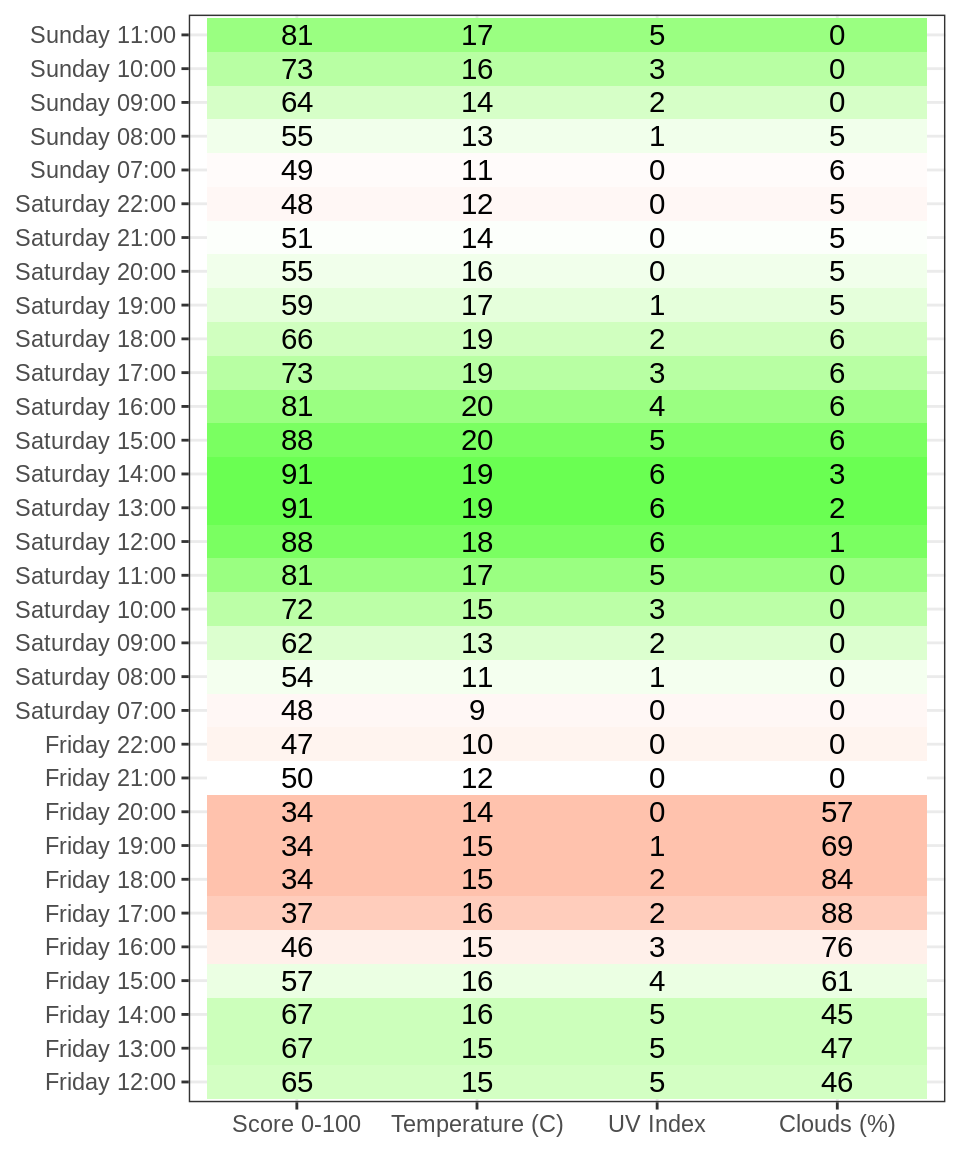 Sunday 11:00 81 17 5 0
Sunday 10:00 73 16 3 0
Sunday 09:00 64 14 2 0
Sunday 08:00 55 13 1 5
Sunday 07:00 49 11 0 6
Saturday 22:00 48 12 0 5
Saturday 21:00 51 14 0 5
Saturday 20:00 55 16 0 5
Saturday 19:00 59 17 1 5
Saturday 18:00 66 19 2 6
Saturday 17:00 73 19 3 6
Saturday 16:00 81 20 4 6
Saturday 15:00 88 20 5 6
Saturday 14:00 91 19 6 3
Saturday 13:00 91 19 6 2
Saturday 12:00 88 18 6 1
Saturday 11:00 81 17 5 0
Saturday 10:00 72 15 3 0
Saturday 09:00 62 13 2 0
Saturday 08:00 54 11 1 0
Saturday 07:00 48 9 0 0
Friday 22:00 47 10 0 0
Friday 21:00 50 12 0 0
Friday 20:00 34 14 0 57
Friday 19:00 34 15 1 69
Friday 18:00 34 15 2 84
Friday 17:00 37 16 2 88
Friday 16:00 46 15 3 76
Friday 15:00 57 16 4 61
Friday 14:00 67 16 5 45
Friday 13:00 67 15 5 47
Friday 12:00 65 15 5 46
Score 0-100 Temperature (C) UV Index Clouds (%)